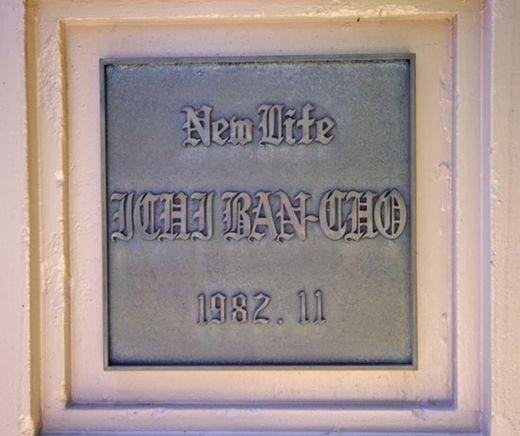 New Life
ICHI BAN-CHO
1982.11